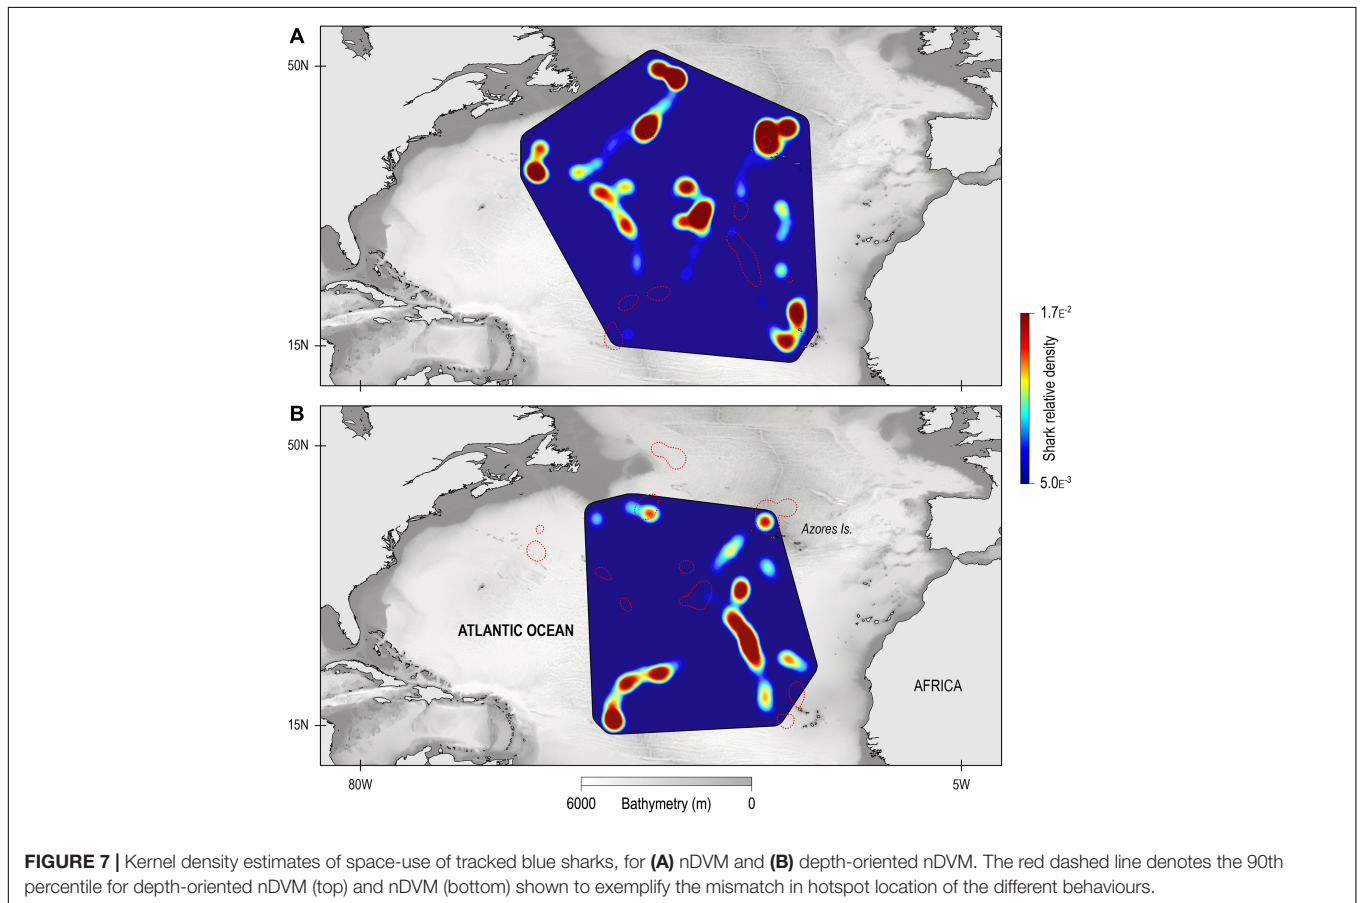 A
50N
15N
1.7E-2
Shark relative density
5.0E-3
B
50N
Azores Is.
ATLANTIC OCEAN
AFRICA
15N
80W
5W
6000 Bathymetry (m) 0
FIGURE 7 | Kernel density estimates of space-use of tracked blue sharks, for (A) nDVM and (B) depth-oriented nDVM. The red dashed line denotes the 90th
percentile for depth-oriented nDVM (top) and nDVM (bottom) shown to exemplify the mismatch in hotspot location of the different behaviours.